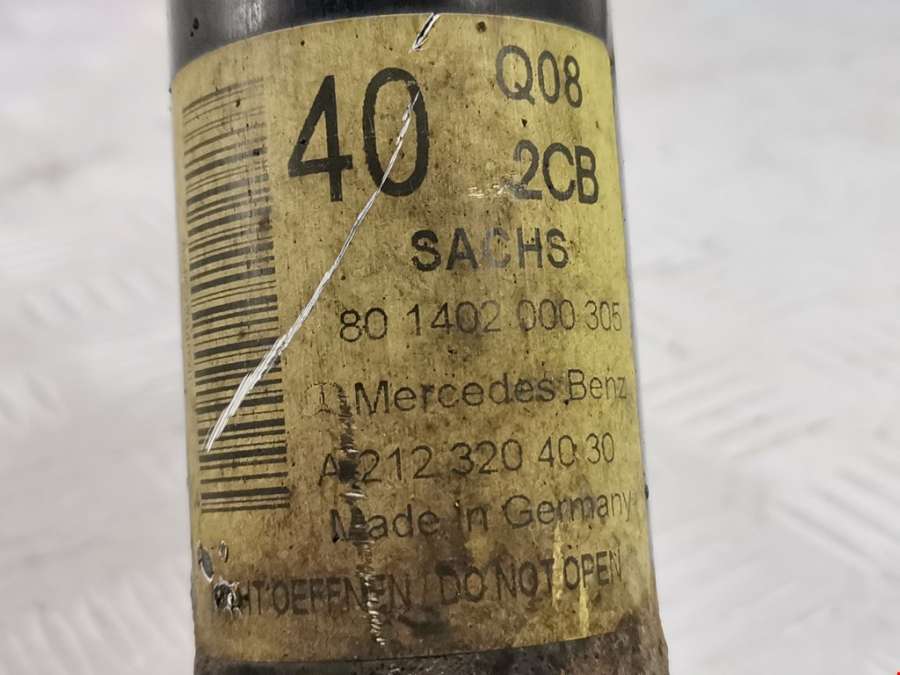 40 Q08
2CB
SACHS
80 1402 000 305
Mercedes Benz
A 212 320 40 30
Made in Germany
OEFFNEN / DO NOT OPEN